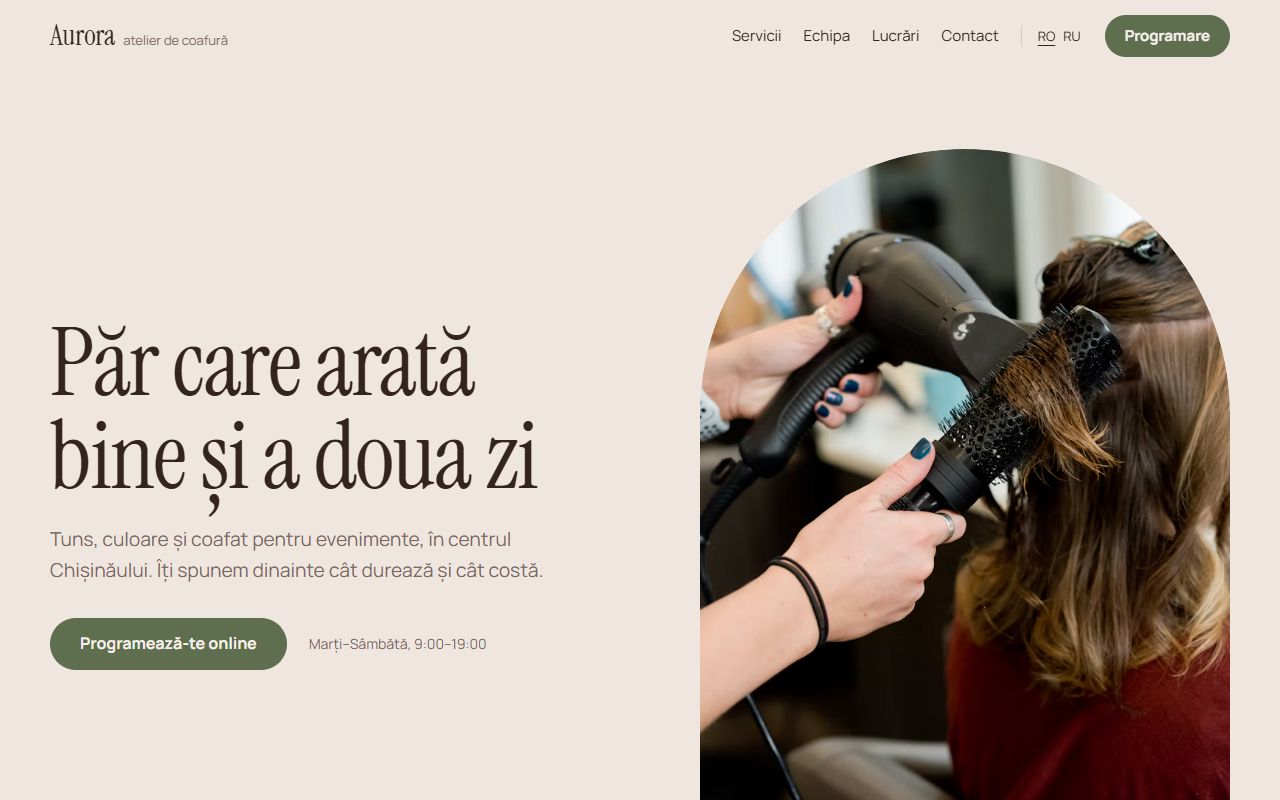 Aurora atelier de coafură
Servicii Echipa Lucrări Contact RO RU Programare
Păr care arată
bine și a doua zi
Tuns, culoare și coafat pentru evenimente, în centrul
Chișinăului. Îți spunem dinainte cât durează și cât costă.
Programează-te online Marți–Sâmbătă, 9:00–19:00